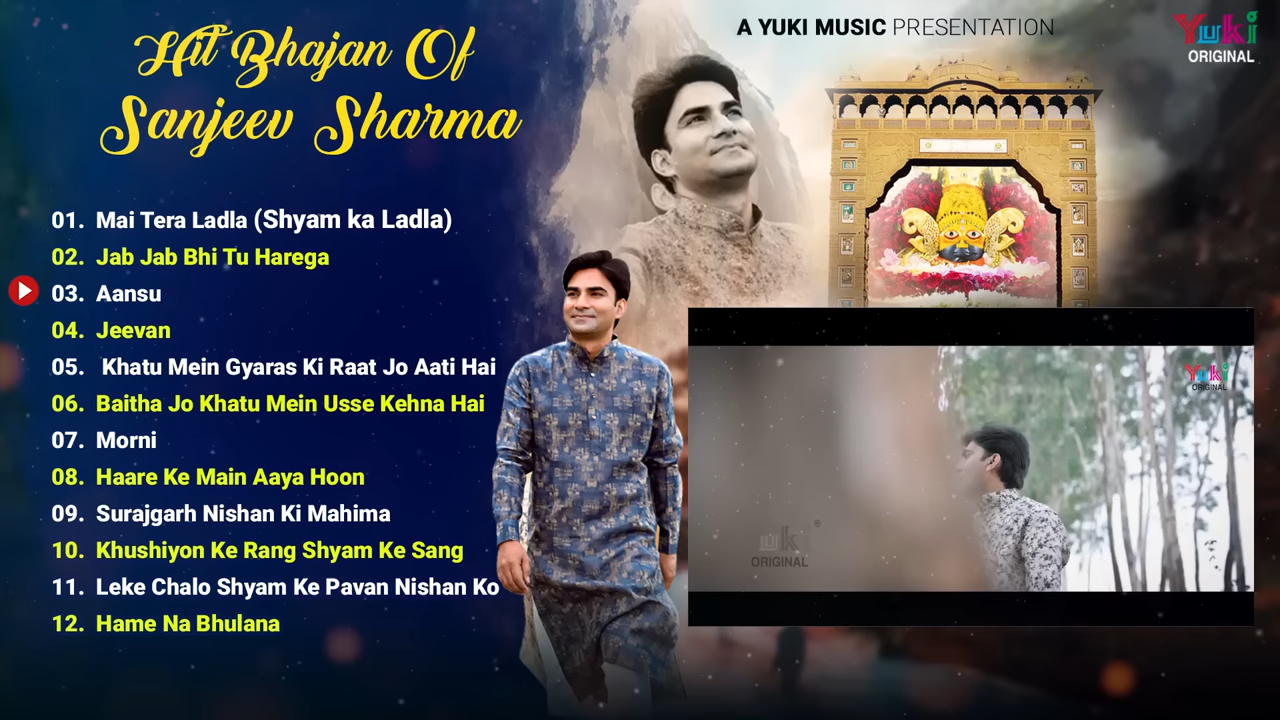 Hit Bhajan Of
Sanjeev Sharma
A YUKI MUSIC PRESENTATION
Yuki
ORIGINAL
01. Mai Tera Ladla (Shyam ka Ladla)
02. Jab Jab Bhi Tu Harega
03. Aansu
04. Jeevan
05. Khatu Mein Gyaras Ki Raat Jo Aati Hai
06. Baitha Jo Khatu Mein Usse Kehna Hai
07. Morni
08. Haare Ke Main Aaya Hoon
09. Surajgarh Nishan Ki Mahima
10. Khushiyon Ke Rang Shyam Ke Sang
11. Leke Chalo Shyam Ke Pavan Nishan Ko
12. Hame Na Bhulana
Yuki
ORIGINAL
uki ®
ORIGINAL